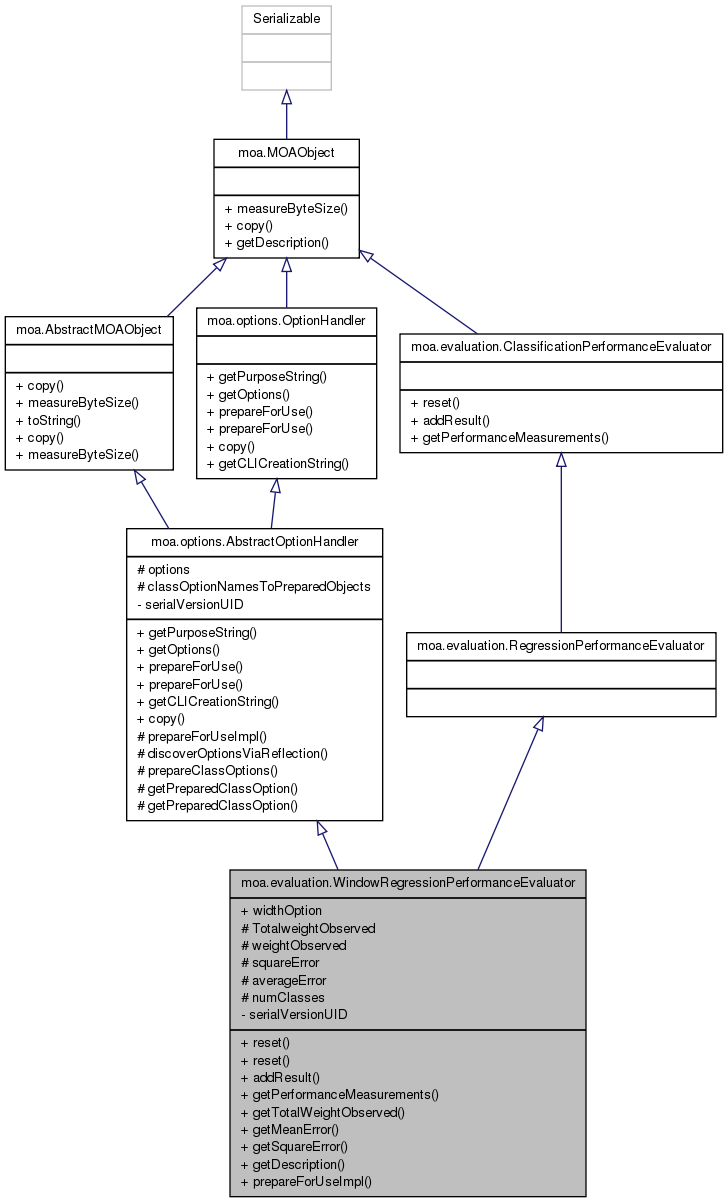 Serializable
moa.MOAObject
+ measureByteSize()
+ copy()
+ getDescription()
moa.AbstractMOAObject
+ copy()
+ measureByteSize()
+ toString()
+ copy()
+ measureByteSize()
moa.options.OptionHandler
+ getPurposeString()
+ getOptions()
+ prepareForUse()
+ prepareForUse()
+ copy()
+ getCLICreationString()
moa.evaluation.ClassificationPerformanceEvaluator
+ reset()
+ addResult()
+ getPerformanceMeasurements()
moa.options.AbstractOptionHandler
# options
# classOptionNamesToPreparedObjects
- serialVersionUID
+ getPurposeString()
+ getOptions()
+ prepareForUse()
+ prepareForUse()
+ getCLICreationString()
+ copy()
# prepareForUseImpl()
# discoverOptionsViaReflection()
# prepareClassOptions()
# getPreparedClassOption()
# getPreparedClassOption()
moa.evaluation.RegressionPerformanceEvaluator
moa.evaluation.WindowRegressionPerformanceEvaluator
+ widthOption
# TotalweightObserved
# weightObserved
# squareError
# averageError
# numClasses
- serialVersionUID
+ reset()
+ reset()
+ addResult()
+ getPerformanceMeasurements()
+ getTotalWeightObserved()
+ getMeanError()
+ getSquareError()
+ getDescription()
+ prepareForUseImpl()